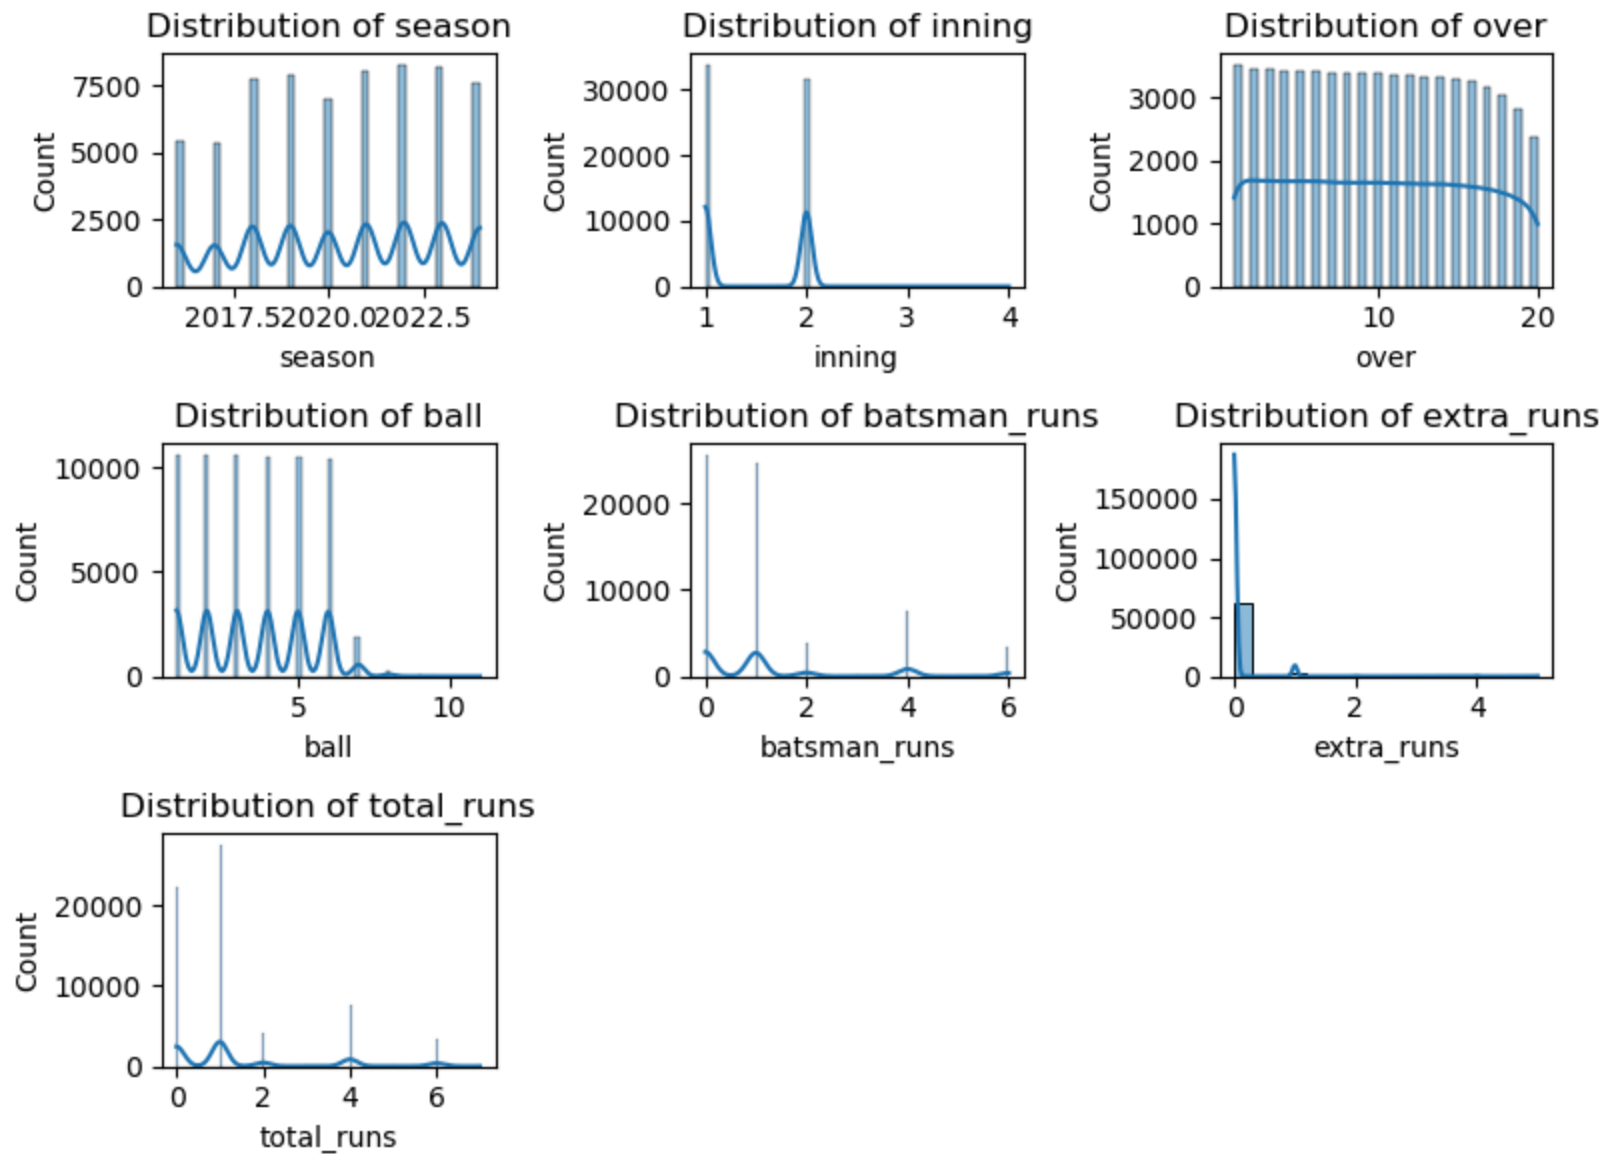 Distribution of season
Distribution of inning
Distribution of over
7500
5000
2500
0
Count
2017.5
2020.0
2022.5
season
30000
20000
10000
0
Count
1
2
3
4
inning
3000
2000
1000
0
Count
10
20
over
Distribution of ball
Distribution of batsman_runs
Distribution of extra_runs
10000
5000
0
Count
5
10
ball
20000
10000
0
Count
0
2
4
6
batsman_runs
150000
100000
50000
0
Count
0
2
4
extra_runs
Distribution of total_runs
20000
10000
0
Count
0
2
4
6
total_runs